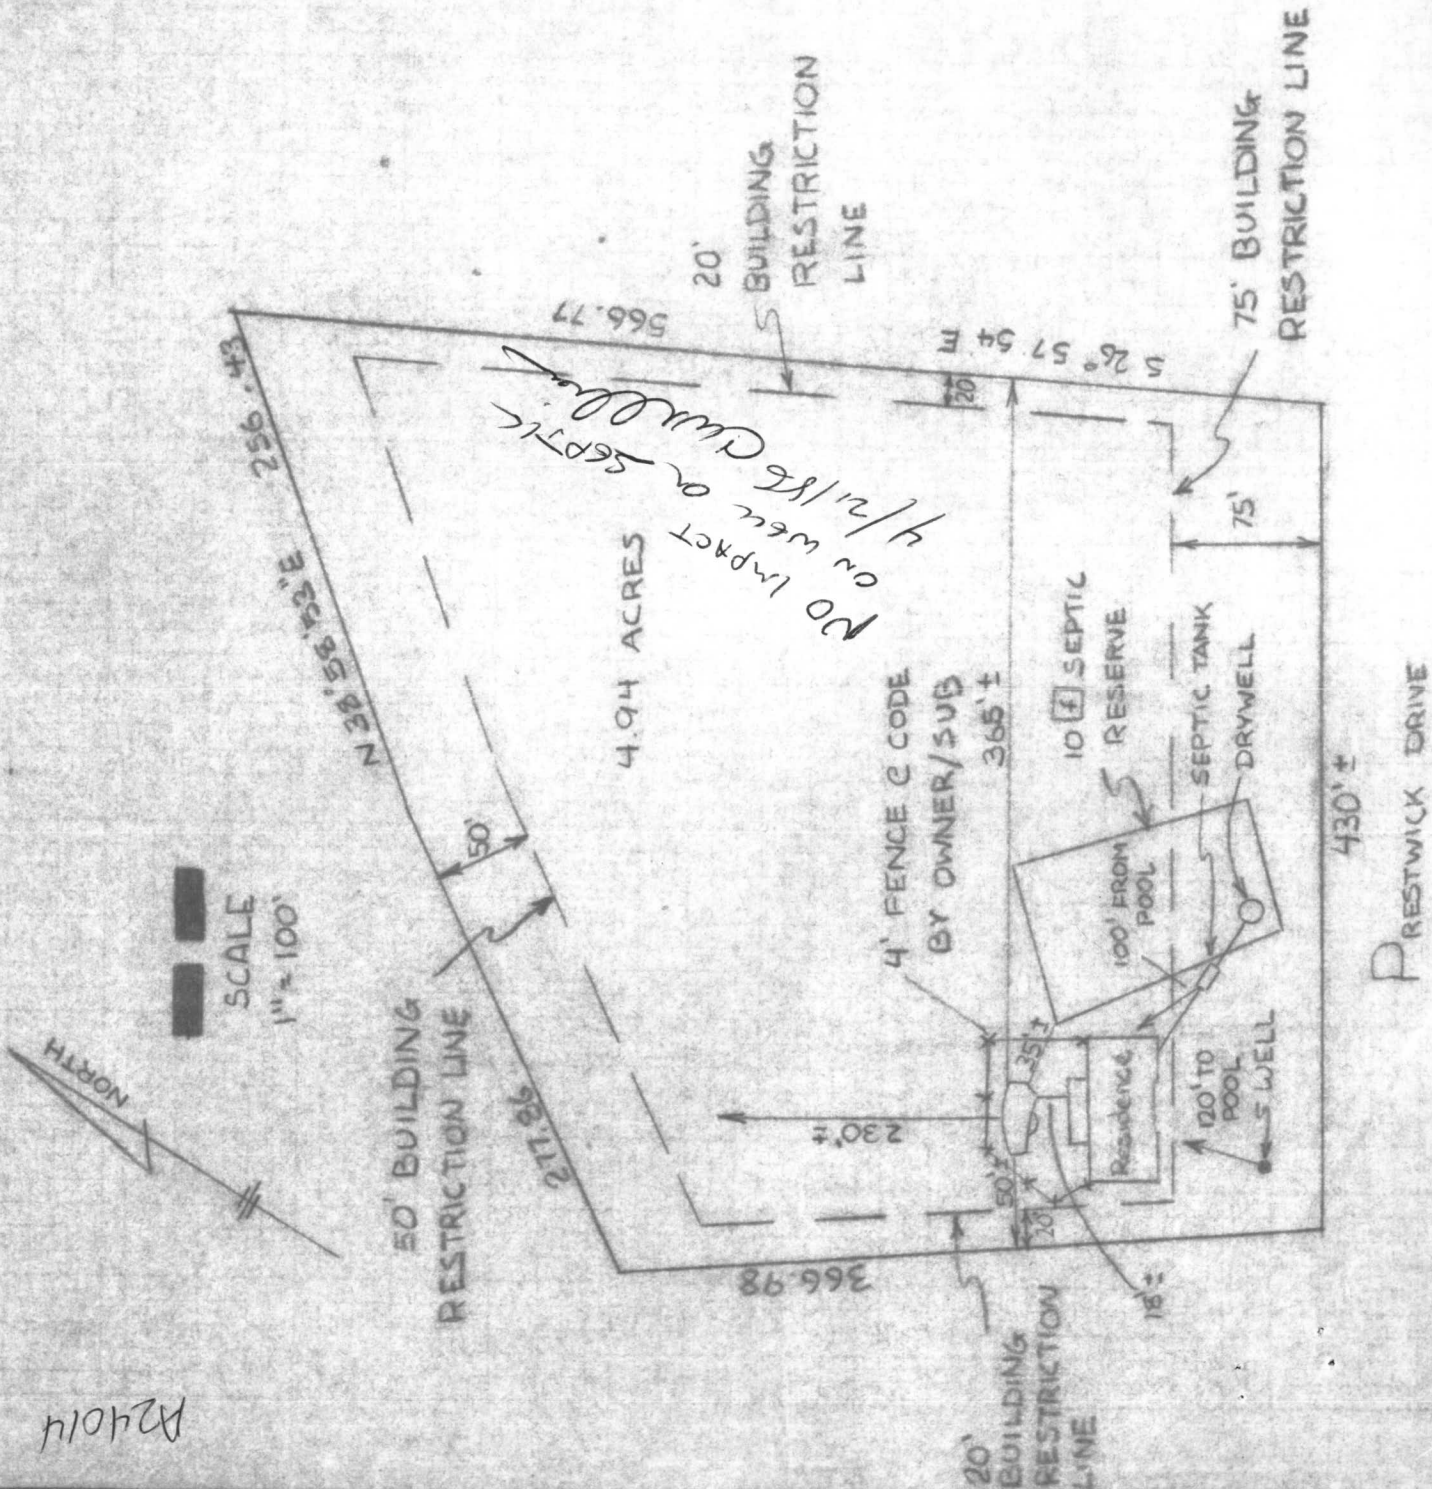 A24014
NORTH
SCALE
1" = 100'
50' BUILDING
RESTRICTION LINE
277.86
50'
N 38° 58' 53" E
256.43
566.77
S 26° 57 54 E
20'
BUILDING
RESTRICTION
LINE
20'
75' BUILDING
RESTRICTION LINE
75'
4.94 ACRES
NO IMPACT
ON WELL OR SEPTIC
4/21/86
4' FENCE C CODE
BY OWNER/SUB
365'±
10 SEPTIC
RESERVE
SEPTIC TANK
DRYWELL
100' FROM
POOL
35'±
230'±
50'±
20'
Residence
120' TO
POOL
WELL
18'±
366.98
20'
BUILDING
RESTRICTION
LINE
430'±
PRESTWICK DRIVE